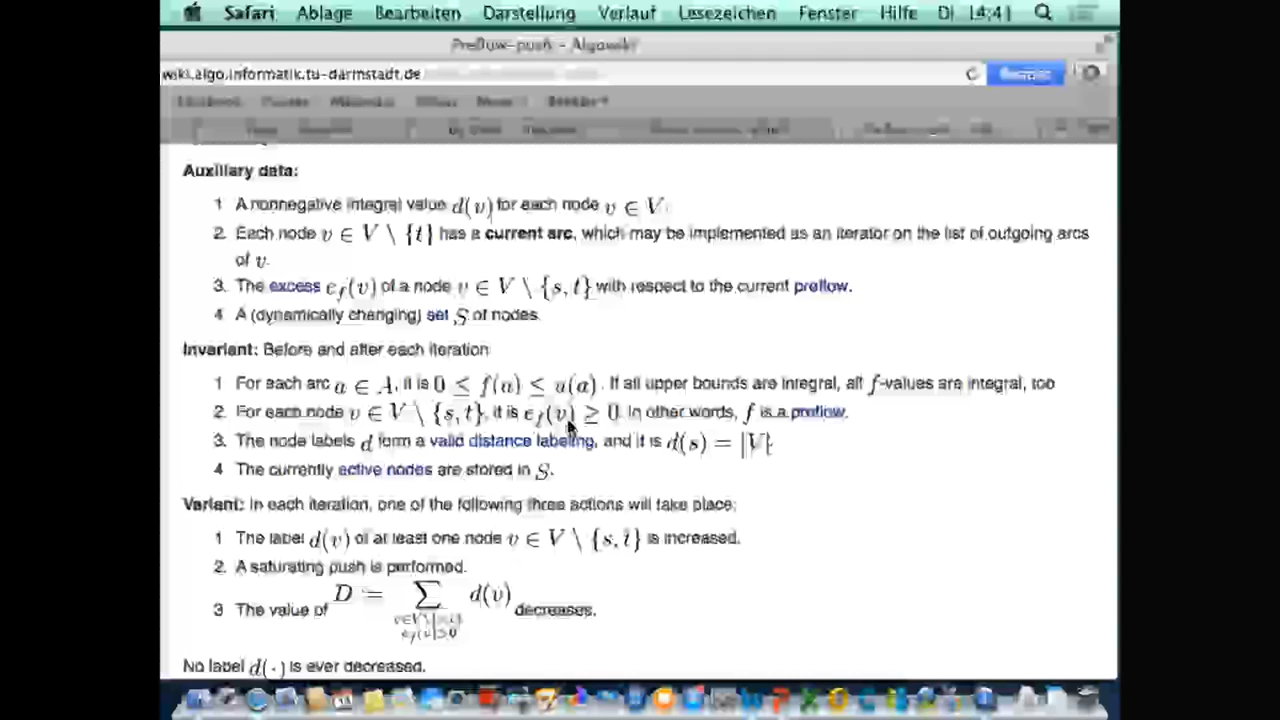 Safari Ablage Bearbeiten Darstellung Verlauf Lesezeichen Fenster Hilfe Di 14:41
Preflow-push – Algowiki
wiki.algo.informatik.tu-darmstadt.de
Auxiliary data:
1. A nonnegative integral value d(v) for each node v ∈ V.
2. Each node v ∈ V \ {t} has a current arc, which may be implemented as an iterator on the list of outgoing arcs
of v.
3. The excess e_f(v) of a node v ∈ V \ {s, t} with respect to the current preflow.
4. A (dynamically changing) set S of nodes.
Invariant: Before and after each iteration
1. For each arc a ∈ A, it is 0 ≤ f(a) ≤ u(a). If all upper bounds are integral, all f-values are integral, too
2. For each node v ∈ V \ {s, t}, it is e_f(v) ≥ 0. In other words, f is a preflow.
3. The node labels d form a valid distance labeling, and it is d(s) = |V|
4. The currently active nodes are stored in S.
Variant: In each iteration, one of the following three actions will take place:
1. The label d(v) of at least one node v ∈ V \ {s, t} is increased.
2. A saturating push is performed.
3. The value of D := ∑ v∈V\{s,t} e_f(v)>0 d(v) decreases.
No label d(·) is ever decreased.